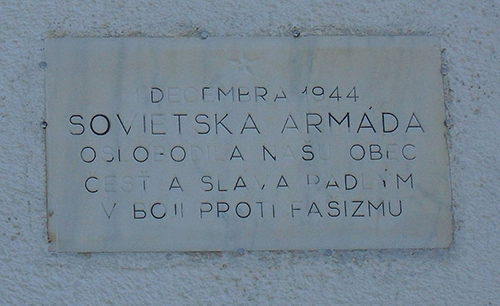 DECEMBRA 1944
SOVIETSKA ARMÁDA
OSLOBODILA NAŠU OBEC
ČESŤ A SLÁVA PADLÝM
V BOJI PROTI FAŠIZMU